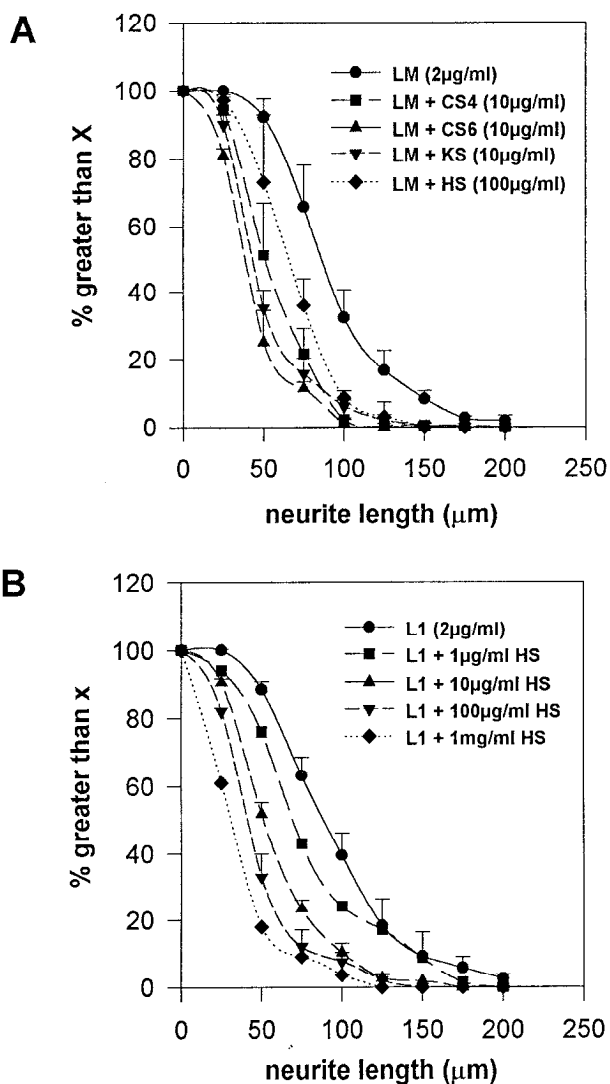 A
% greater than X
120
100
80
60
40
20
0
LM (2µg/ml)
LM + CS4 (10µg/ml)
LM + CS6 (10µg/ml)
LM + KS (10µg/ml)
LM + HS (100µg/ml)
0 50 100 150 200 250
neurite length (µm)
B
% greater than x
120
100
80
60
40
20
0
L1 (2µg/ml)
L1 + 1µg/ml HS
L1 + 10µg/ml HS
L1 + 100µg/ml HS
L1 + 1mg/ml HS
0 50 100 150 200 250
neurite length (µm)